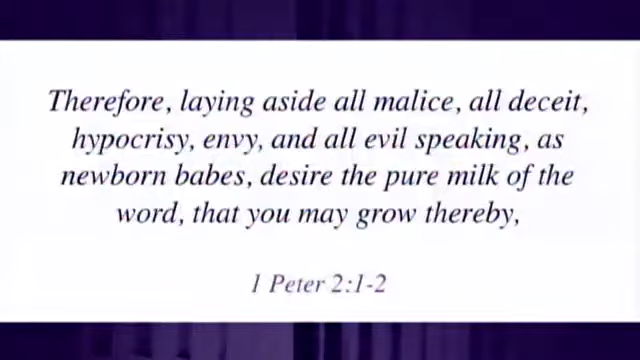 Therefore, laying aside all malice, all deceit,
hypocrisy, envy, and all evil speaking, as
newborn babes, desire the pure milk of the
word, that you may grow thereby,
1 Peter 2:1-2